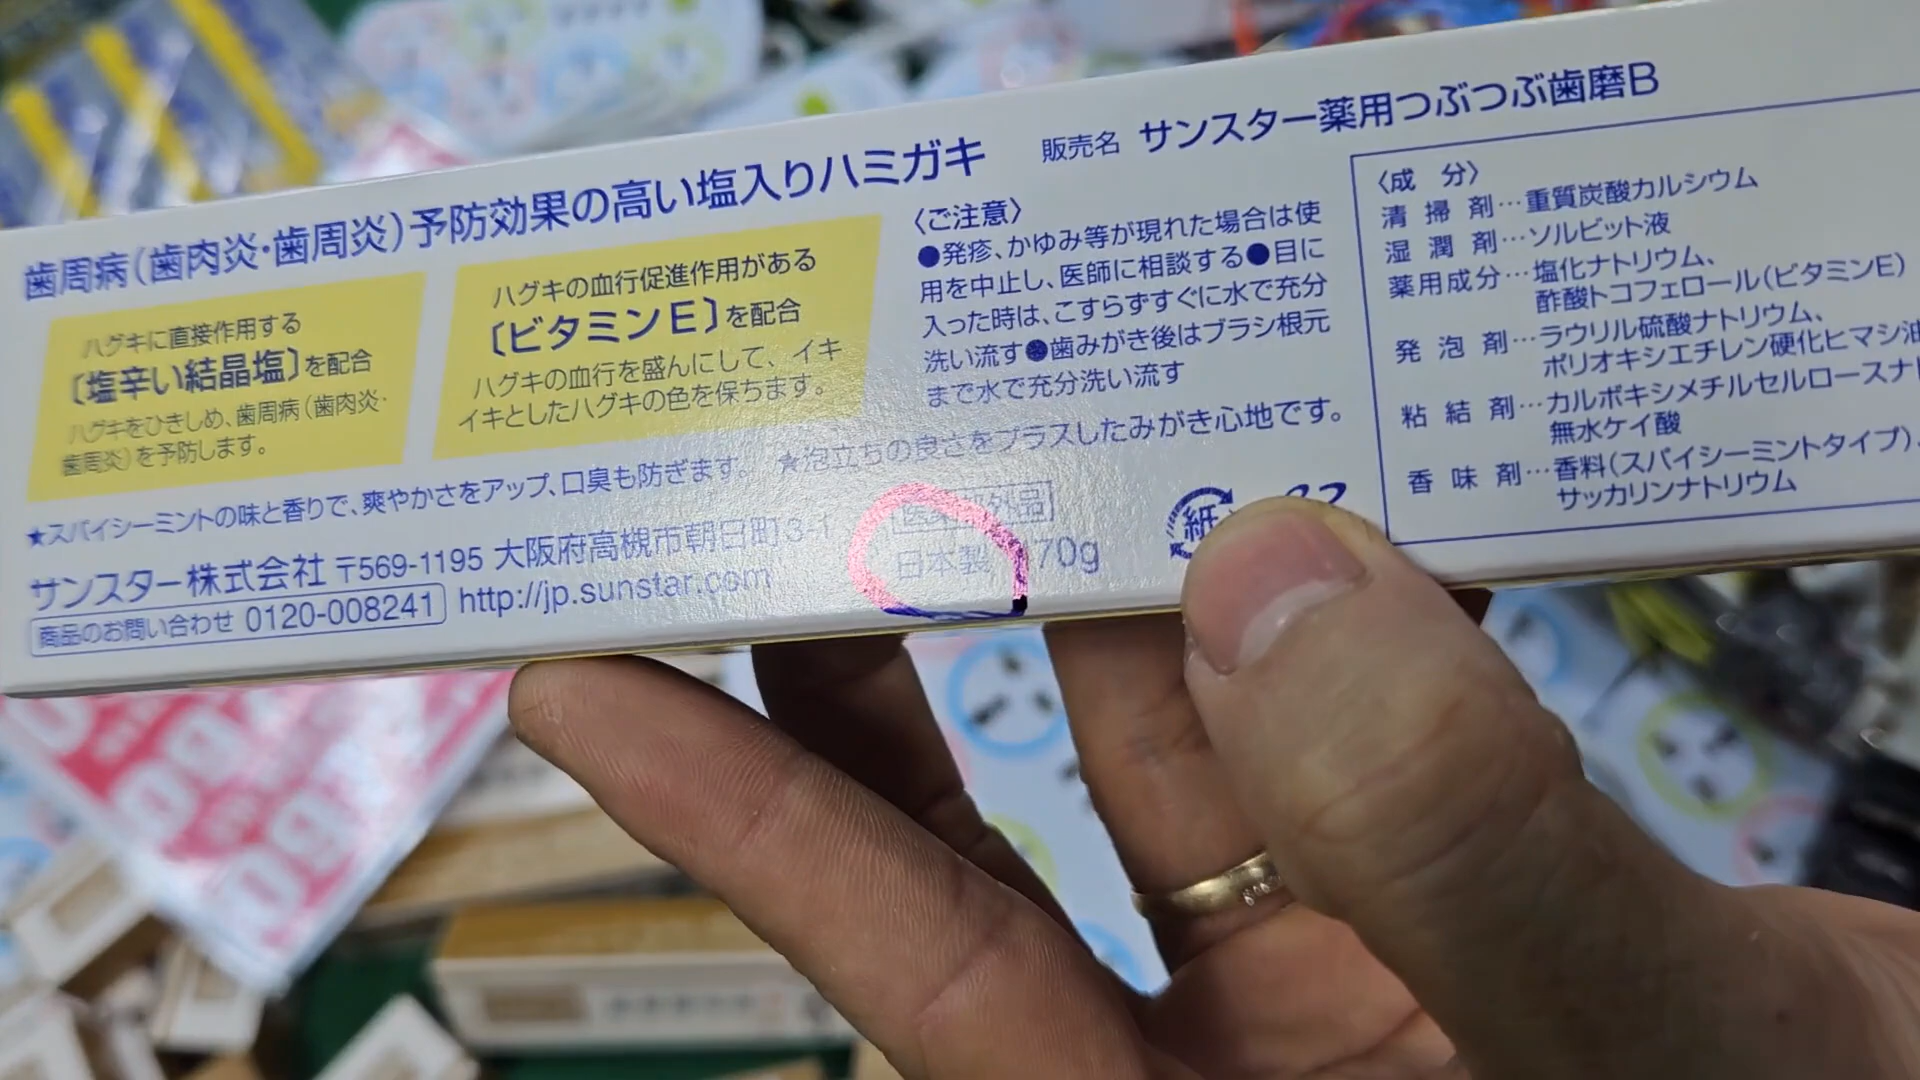 歯周病(歯肉炎・歯周炎)予防効果の高い塩入りハミガキ
販売名 サンスター薬用つぶつぶ歯磨B
ハグキに直接作用する
〔塩辛い結晶塩〕を配合
ハグキをひきしめ、歯周病(歯肉炎・
歯周炎)を予防します。
ハグキの血行促進作用がある
〔ビタミンE〕を配合
ハグキの血行を盛んにして、イキ
イキとしたハグキの色を保ちます。
〈ご注意〉
●発疹、かゆみ等が現れた場合は使
用を中止し、医師に相談する●目に
入った時は、こすらずすぐに水で充分
洗い流す●歯みがき後はブラシ根元
まで水で充分洗い流す
★スパイシーミントの味と香りで、爽やかさをアップ、口臭も防ぎます。 ★泡立ちの良さをプラスしたみがき心地です。
サンスター株式会社 〒569-1195 大阪府高槻市朝日町3-1
商品のお問い合わせ 0120-008241 http://jp.sunstar.com
医薬部外品
日本製 70g
紙
〈成 分〉
清掃剤…重質炭酸カルシウム
湿潤剤…ソルビット液
薬用成分…塩化ナトリウム、
酢酸トコフェロール(ビタミンE)
発泡剤…ラウリル硫酸ナトリウム、
ポリオキシエチレン硬化ヒマシ油
粘結剤…カルボキシメチルセルロースナト
無水ケイ酸
香味剤…香料(スパイシーミントタイプ)、
サッカリンナトリウム